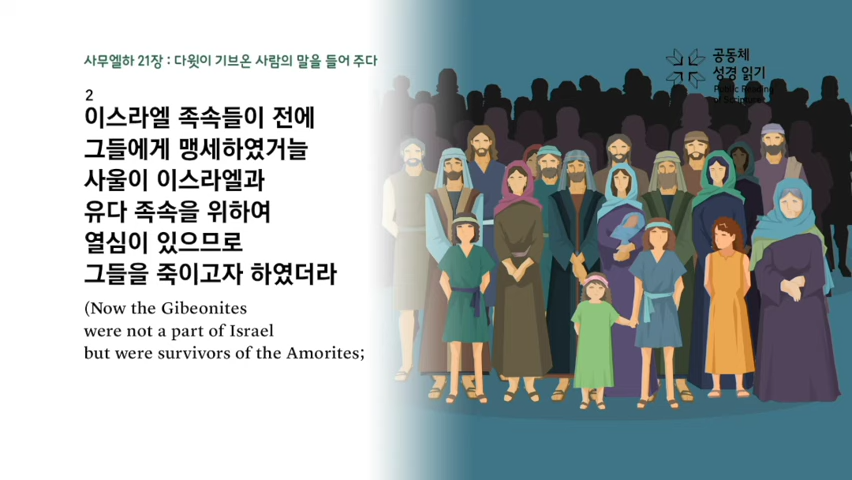 사무엘하 21장 : 다윗이 기브온 사람의 말을 들어 주다
공동체
성경 읽기
Public Reading
of Scripture
2
이스라엘 족속들이 전에
그들에게 맹세하였거늘
사울이 이스라엘과
유다 족속을 위하여
열심이 있으므로
그들을 죽이고자 하였더라
(Now the Gibeonites
were not a part of Israel
but were survivors of the Amorites;